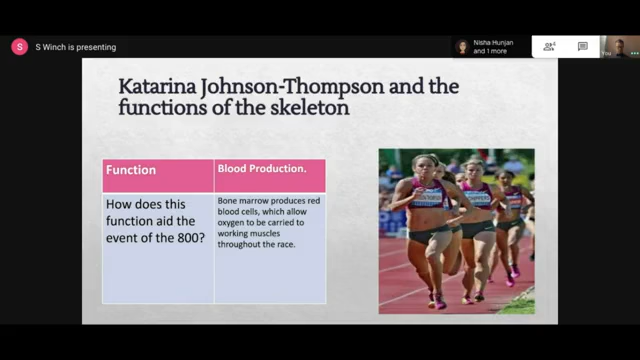 S
S Winch is presenting
Nisha Hunjan
and 1 more
4
You
Katarina Johnson-Thompson and the
functions of the skeleton
Function
Blood Production.
How does this
function aid the
event of the 800?
Bone marrow produces red
blood cells, which allow
oxygen to be carried to
working muscles
throughout the race.